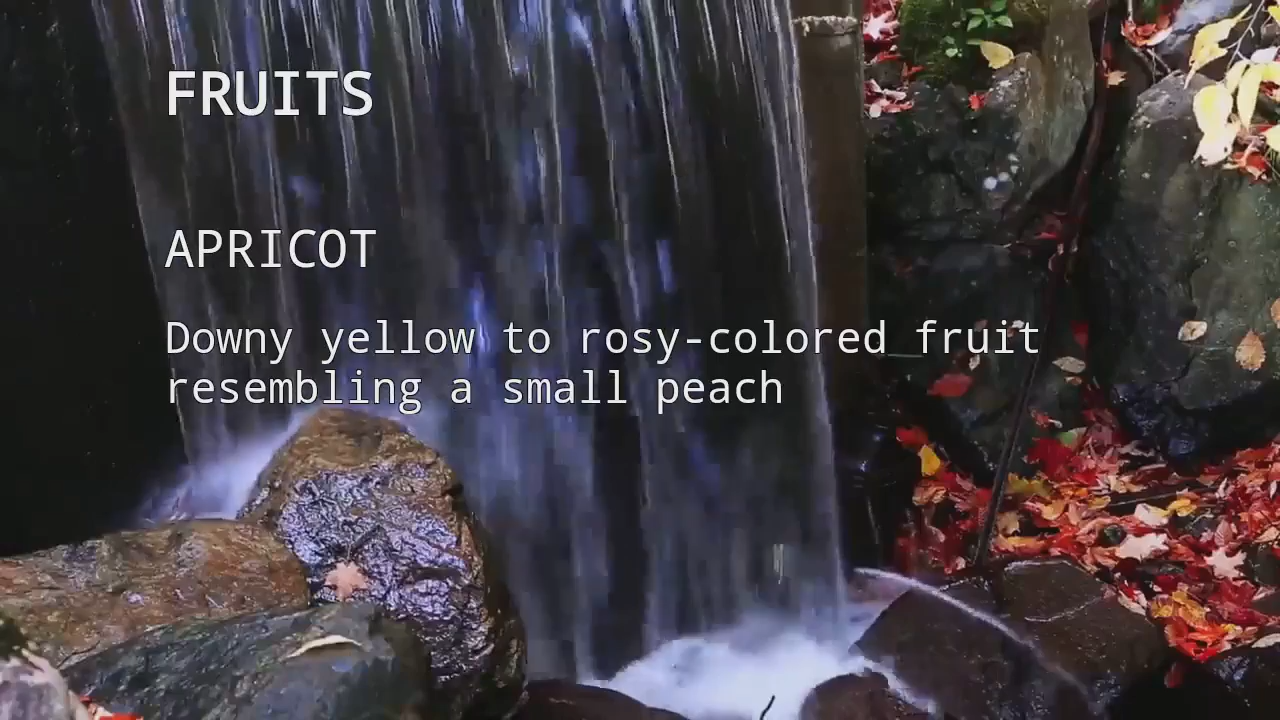 FRUITS
APRICOT
Downy yellow to rosy-colored fruit
resembling a small peach